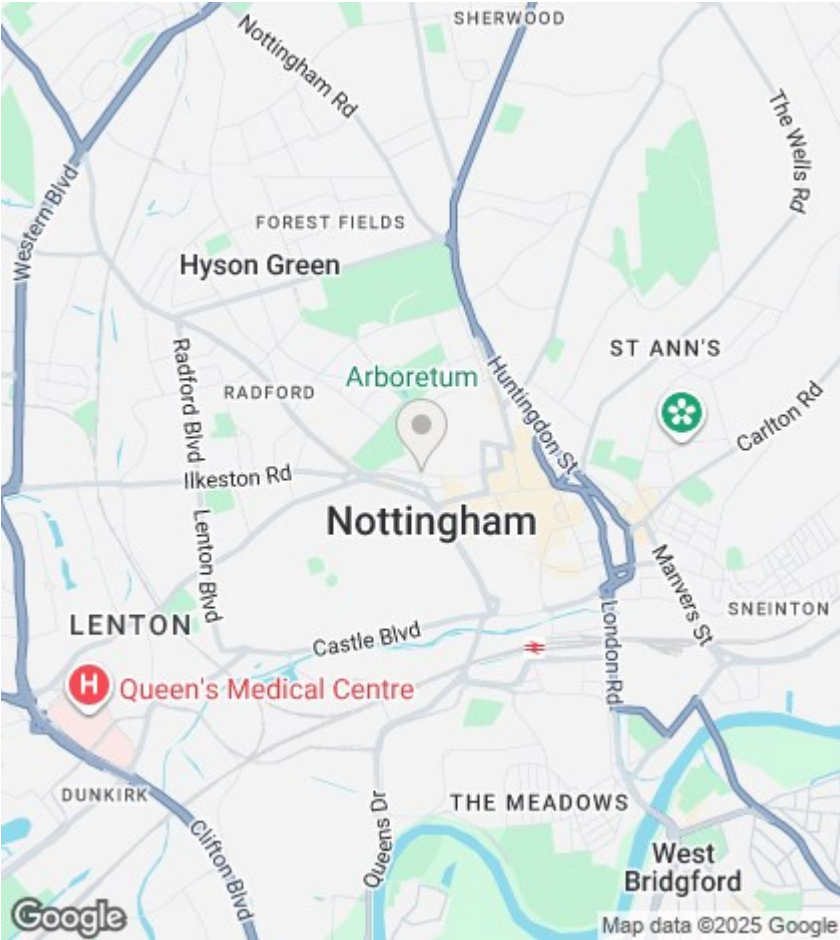 SHERWOOD
Nottingham Rd
The Wells Rd
Western Blvd
FOREST FIELDS
Hyson Green
ST ANN'S
Radford Blvd
Arboretum
Huntingdon St
RADFORD
Carlton Rd
Ilkeston Rd
Nottingham
Lenton Blvd
Manvers St
LENTON
SNEINTON
Castle Blvd
London Rd
H
Queen's Medical Centre
DUNKIRK
THE MEADOWS
Queens Dr
Clifton Blvd
West
Bridgford
Google
Map data ©2025 Google